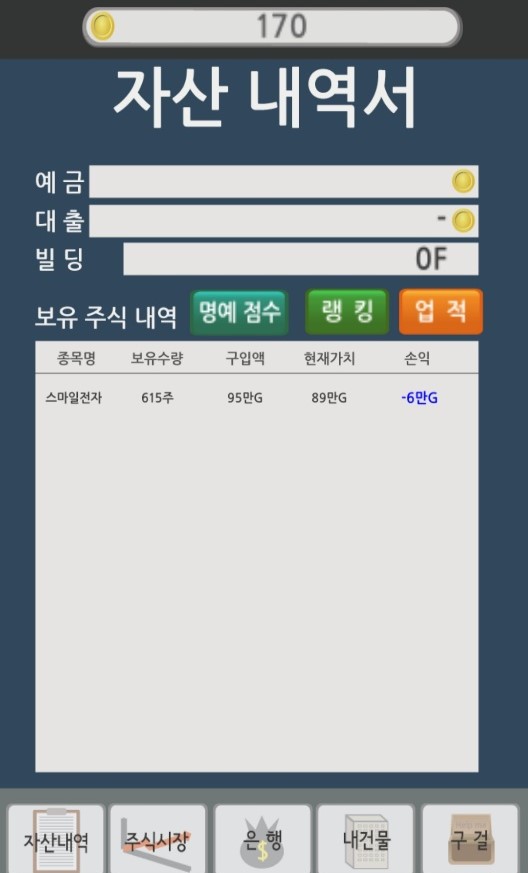 170
자산 내역서
예 금
대 출 -
빌 딩 0F
보유 주식 내역 명예 점수 랭 킹 업 적
종목명 보유수량 구입액 현재가치 손익
스마일전자 615주 95만G 89만G -6만G
자산내역 주식시장 은 행 내건물 구 걸